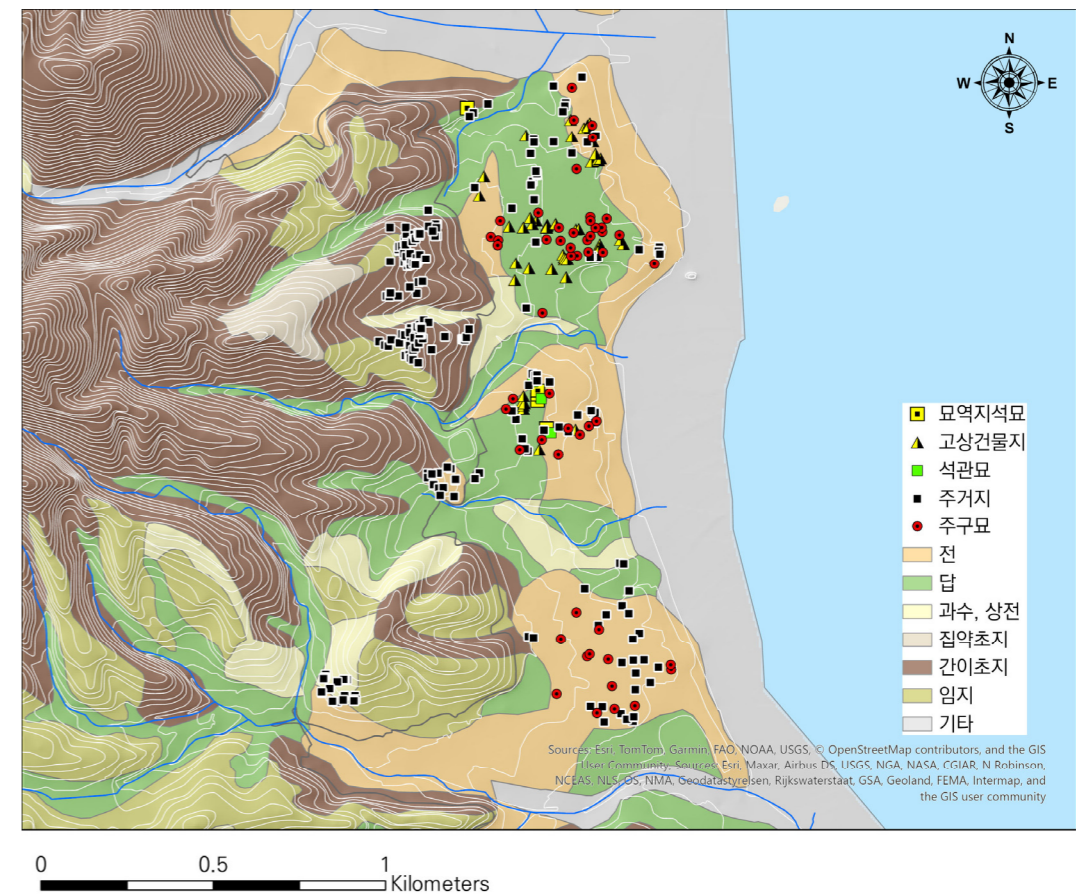 N
W E
S
묘역지석묘
고상건물지
석관묘
주거지
주구묘
전
답
과수, 상전
집약초지
간이초지
임지
기타
Sources: Esri, TomTom, Garmin, FAO, NOAA, USGS, © OpenStreetMap contributors, and the GIS
User Community, Sources: Esri, Maxar, Airbus DS, USGS, NGA, NASA, CGIAR, N Robinson,
NCEAS, NLS, OS, NMA, Geodatastyrelsen, Rijkswaterstaat, GSA, Geoland, FEMA, Intermap, and
the GIS user community
0 0.5 1
Kilometers